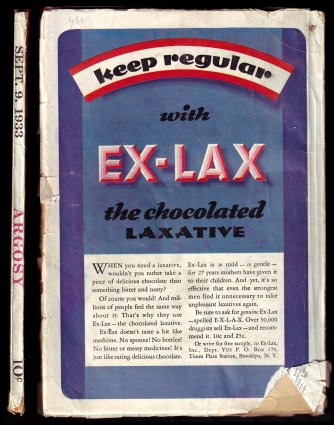 SEPT. 9, 1933
ARGOSY
10¢
keep regular
with
EX-LAX
the chocolated
LAXATIVE
WHEN you need a laxative,
wouldn't you rather take a
piece of delicious chocolate than
something bitter and nasty?
Of course you would! And mil-
lions of people feel the same way
about it. That's why they use
Ex-Lax — the chocolated laxative.
Ex-Lax doesn't taste a bit like
medicine. No spoons! No bottles!
No bitter or messy medicines! It's
just like eating delicious chocolate.
Ex-Lax is so mild — so gentle —
for 27 years mothers have given it
to their children. And yet, it's so
effective that even the strongest
men find it unnecessary to take
unpleasant laxatives again.
Be sure to ask for genuine Ex-Lax
—spelled E-X-L-A-X. Over 50,000
druggists sell Ex-Lax—and recom-
mend it. 10c and 25c.
Or write for free sample, to Ex-Lax,
Inc., Dept. Y93 P. O. Box 170,
Times Plaza Station, Brooklyn, N. Y.